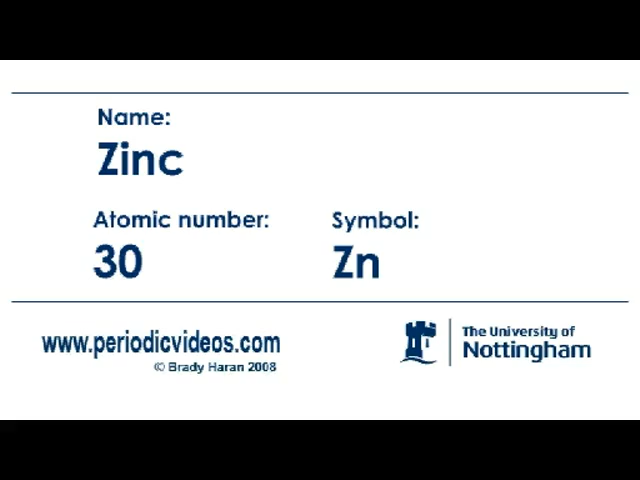 Name:
Zinc
Atomic number:
30
Symbol:
Zn
www.periodicvideos.com
© Brady Haran 2008
The University of
Nottingham